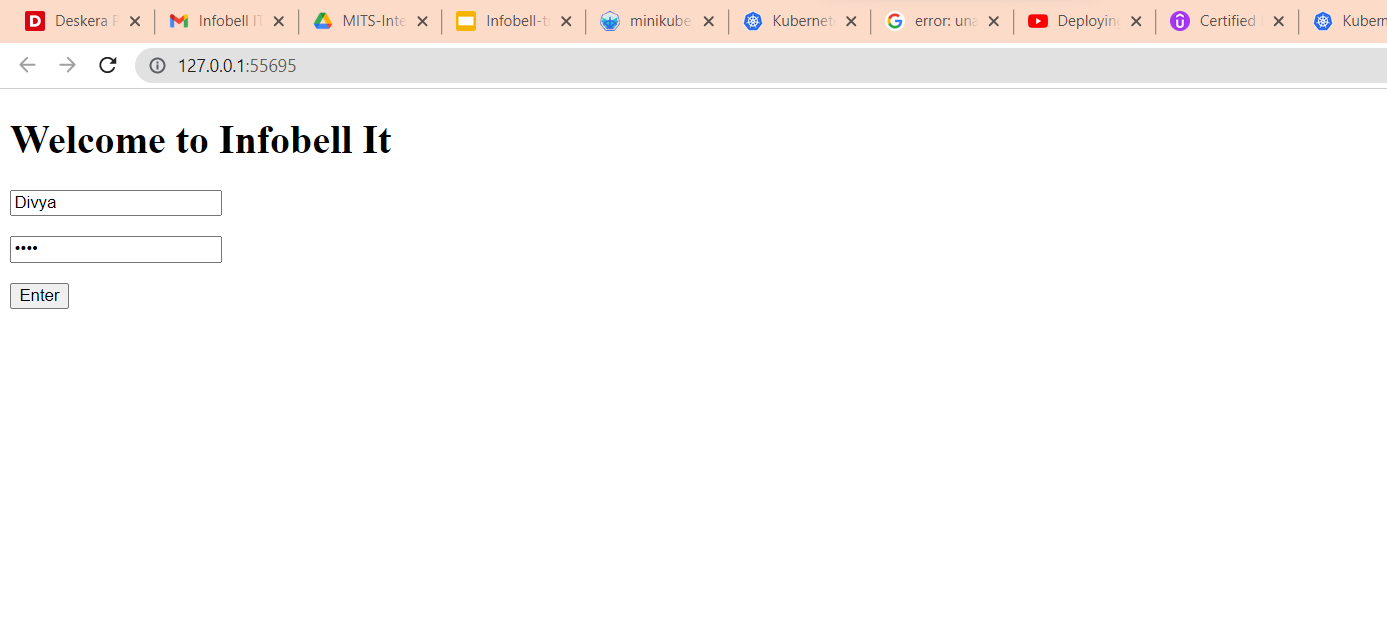 Deskera P Infobell IT MITS-Inte Infobell-t minikube Kubernet error: una Deploying Certified Kubern
127.0.0.1:55695
Welcome to Infobell It
Divya
••••
Enter